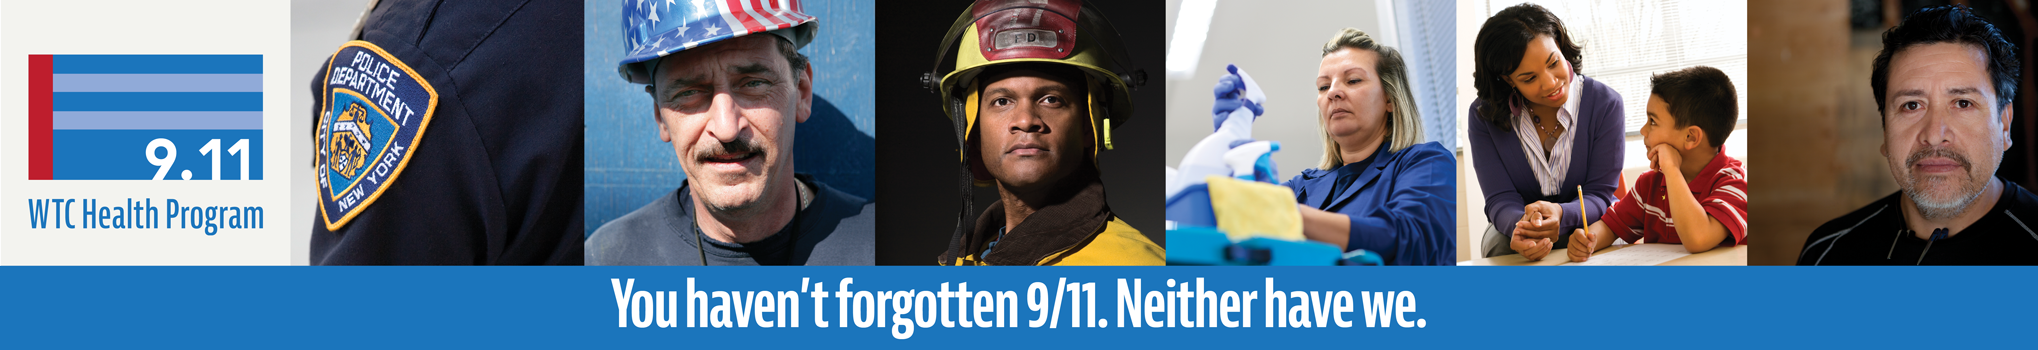 9.11
WTC Health Program
POLICE
DEPARTMENT
CITY OF
NEW YORK
FD
You haven't forgotten 9/11. Neither have we.